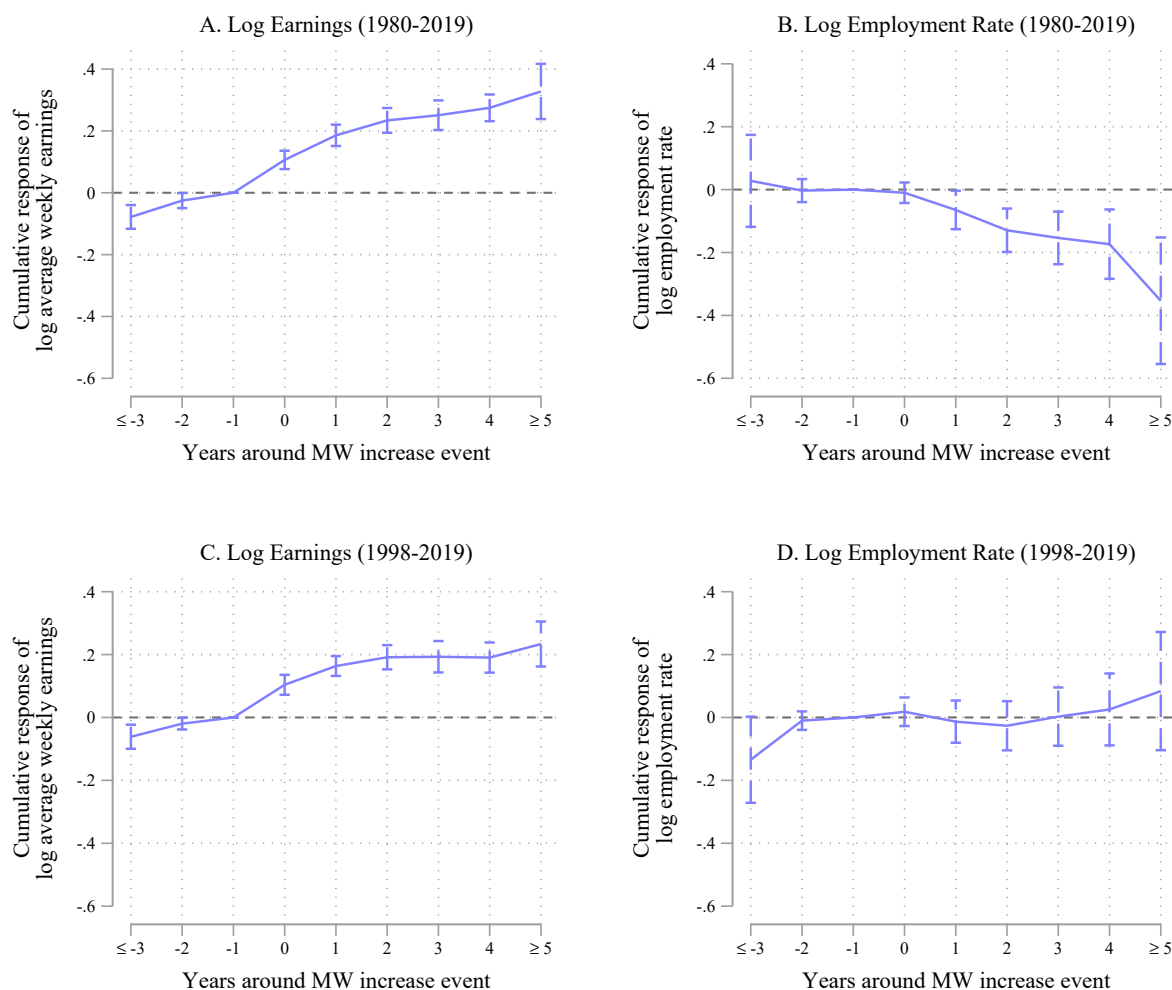 A. Log Earnings (1980-2019)
Cumulative response of
log average weekly earnings
.4
.2
0
-.2
-.4
-.6
≤ -3 -2 -1 0 1 2 3 4 ≥ 5
Years around MW increase event
B. Log Employment Rate (1980-2019)
Cumulative response of
log employment rate
.4
.2
0
-.2
-.4
-.6
≤ -3 -2 -1 0 1 2 3 4 ≥ 5
Years around MW increase event
C. Log Earnings (1998-2019)
Cumulative response of
log average weekly earnings
.4
.2
0
-.2
-.4
-.6
≤ -3 -2 -1 0 1 2 3 4 ≥ 5
Years around MW increase event
D. Log Employment Rate (1998-2019)
Cumulative response of
log employment rate
.4
.2
0
-.2
-.4
-.6
≤ -3 -2 -1 0 1 2 3 4 ≥ 5
Years around MW increase event